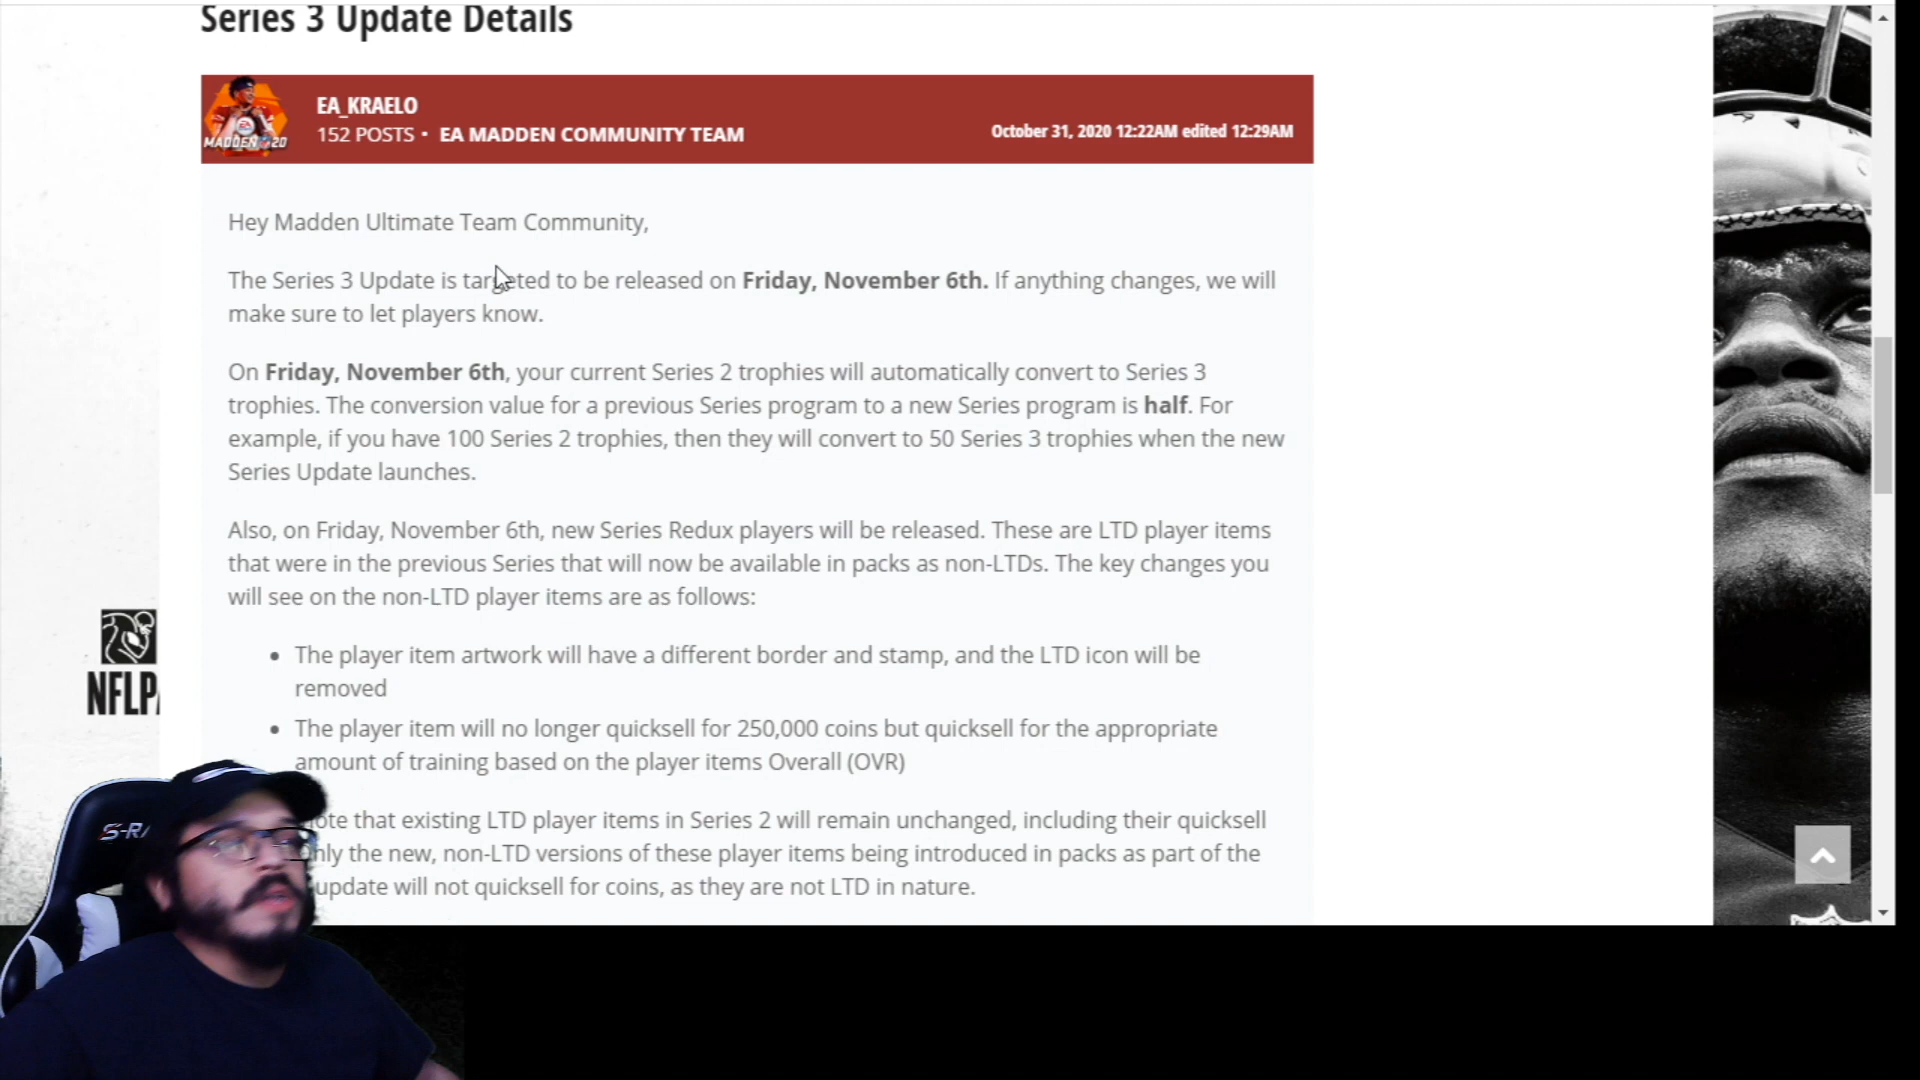 Series 3 Update Details
EA_KRAELO
152 POSTS • EA MADDEN COMMUNITY TEAM
October 31, 2020 12:22AM edited 12:29AM
MADDEN 20
Hey Madden Ultimate Team Community,
The Series 3 Update is targeted to be released on Friday, November 6th. If anything changes, we will
make sure to let players know.
On Friday, November 6th, your current Series 2 trophies will automatically convert to Series 3
trophies. The conversion value for a previous Series program to a new Series program is half. For
example, if you have 100 Series 2 trophies, then they will convert to 50 Series 3 trophies when the new
Series Update launches.
Also, on Friday, November 6th, new Series Redux players will be released. These are LTD player items
that were in the previous Series that will now be available in packs as non-LTDs. The key changes you
will see on the non-LTD player items are as follows:
• The player item artwork will have a different border and stamp, and the LTD icon will be
removed
• The player item will no longer quicksell for 250,000 coins but quicksell for the appropriate
amount of training based on the player items Overall (OVR)
that existing LTD player items in Series 2 will remain unchanged, including their quicksell
the new, non-LTD versions of these player items being introduced in packs as part of the
update will not quicksell for coins, as they are not LTD in nature.
NFLP
S-RA